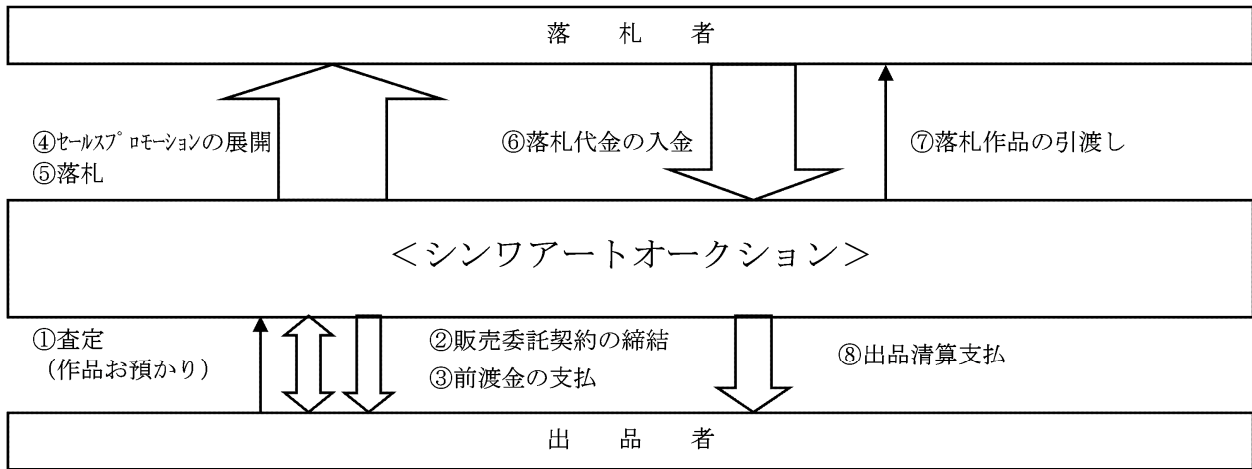 落 札 者
④ｾｰﾙｽﾌﾟﾛﾓｰｼｮﾝの展開
⑤落札
⑥落札代金の入金
⑦落札作品の引渡し
＜シンワアートオークション＞
①査定
（作品お預かり）
②販売委託契約の締結
③前渡金の支払
⑧出品清算支払
出 品 者